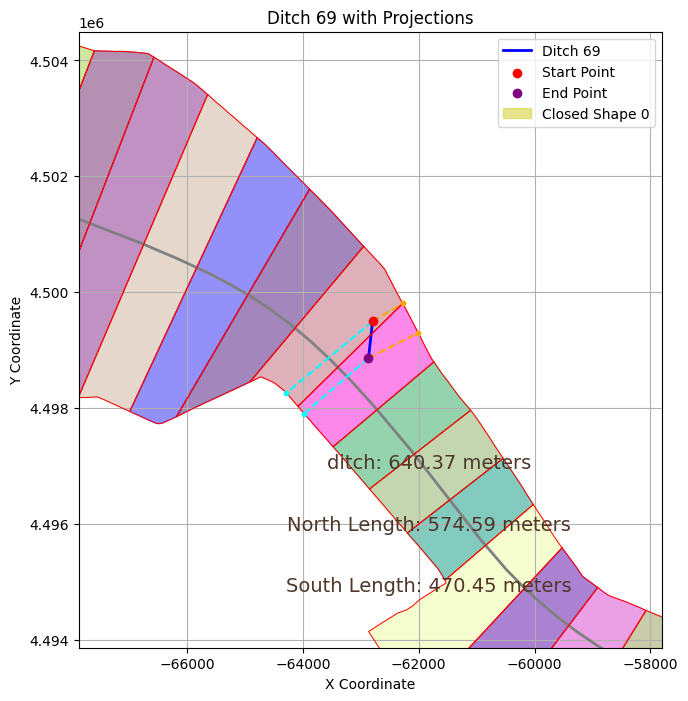 Ditch 69 with Projections
1e6
Ditch 69
Start Point
End Point
Closed Shape 0
4.504
4.502
4.500
4.498
4.496
4.494
Y Coordinate
ditch: 640.37 meters
North Length: 574.59 meters
South Length: 470.45 meters
−66000 −64000 −62000 −60000 −58000
X Coordinate